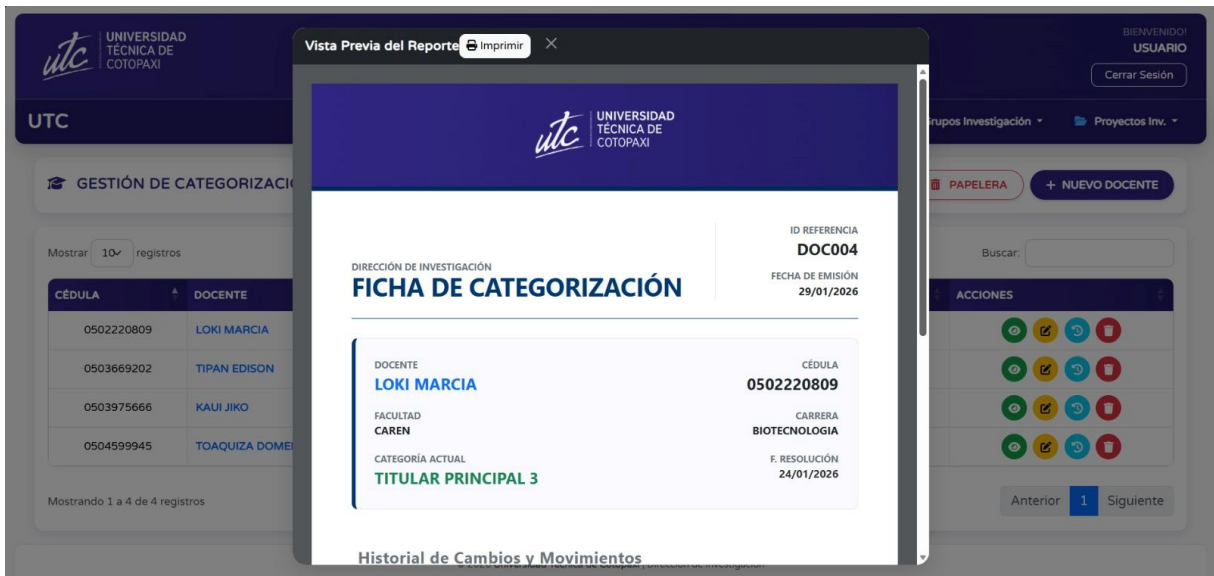 utc
UNIVERSIDAD
TÉCNICA DE
COTOPAXI
BIENVENIDO!
USUARIO
Cerrar Sesión
UTC
Grupos Investigación
Proyectos Inv.
GESTIÓN DE CATEGORIZACI
PAPELERA
+ NUEVO DOCENTE
Mostrar 10 registros
Buscar:
CÉDULA DOCENTE ACCIONES
0502220809 LOKI MARCIA
0503669202 TIPAN EDISON
0503975666 KAUI JIKO
0504599945 TOAQUIZA DOME
Mostrando 1 a 4 de 4 registros
Anterior 1 Siguiente
Vista Previa del Reporte Imprimir
utc
UNIVERSIDAD
TÉCNICA DE
COTOPAXI
ID REFERENCIA
DOC004
FECHA DE EMISIÓN
29/01/2026
DIRECCIÓN DE INVESTIGACIÓN
FICHA DE CATEGORIZACIÓN
DOCENTE CÉDULA
LOKI MARCIA 0502220809
FACULTAD CARRERA
CAREN BIOTECNOLOGIA
CATEGORÍA ACTUAL F. RESOLUCIÓN
TITULAR PRINCIPAL 3 24/01/2026
Historial de Cambios y Movimientos